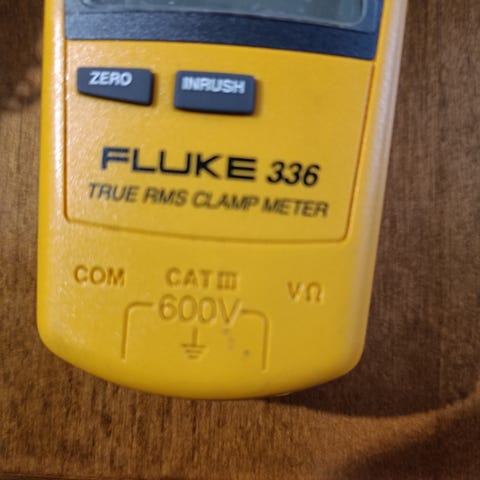 ZERO INRUSH
FLUKE 336
TRUE RMS CLAMP METER
COM CAT III VΩ
600V